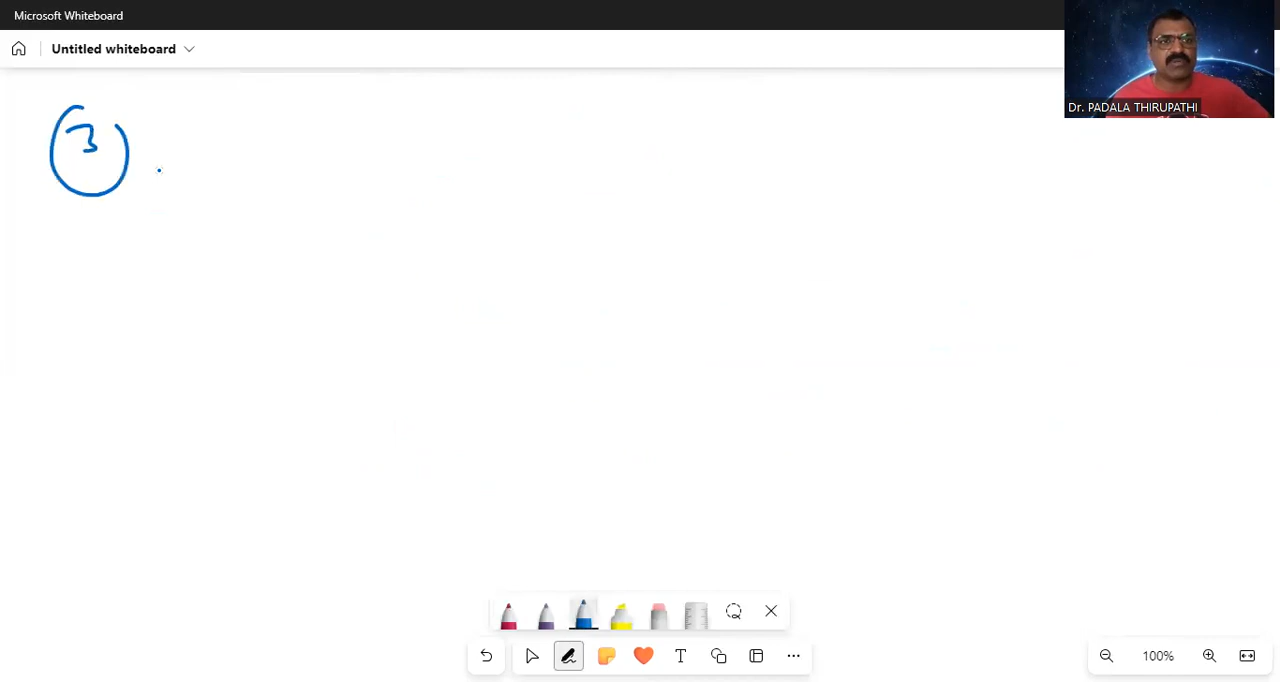 Microsoft Whiteboard
Untitled whiteboard
Dr. PADALA THIRUPATHI
3
100%